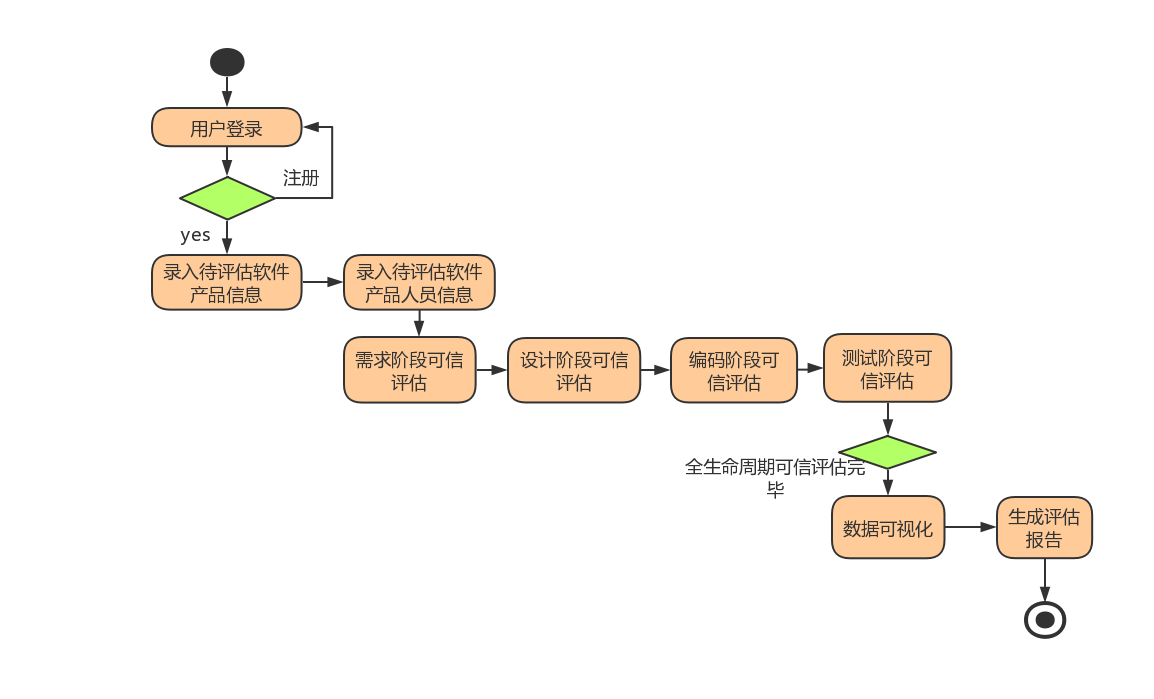 用户登录
注册
yes
录入待评估软件
产品信息
录入待评估软件
产品人员信息
需求阶段可信
评估
设计阶段可信
评估
编码阶段可
信评估
测试阶段可
信评估
全生命周期可信评估完
毕
数据可视化
生成评估
报告